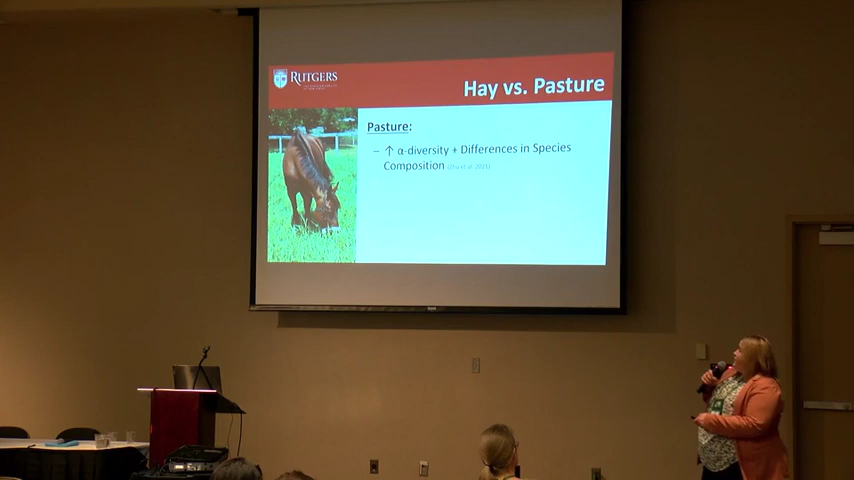 RUTGERS
Hay vs. Pasture
Pasture:
– ↑ α-diversity + Differences in Species
Composition